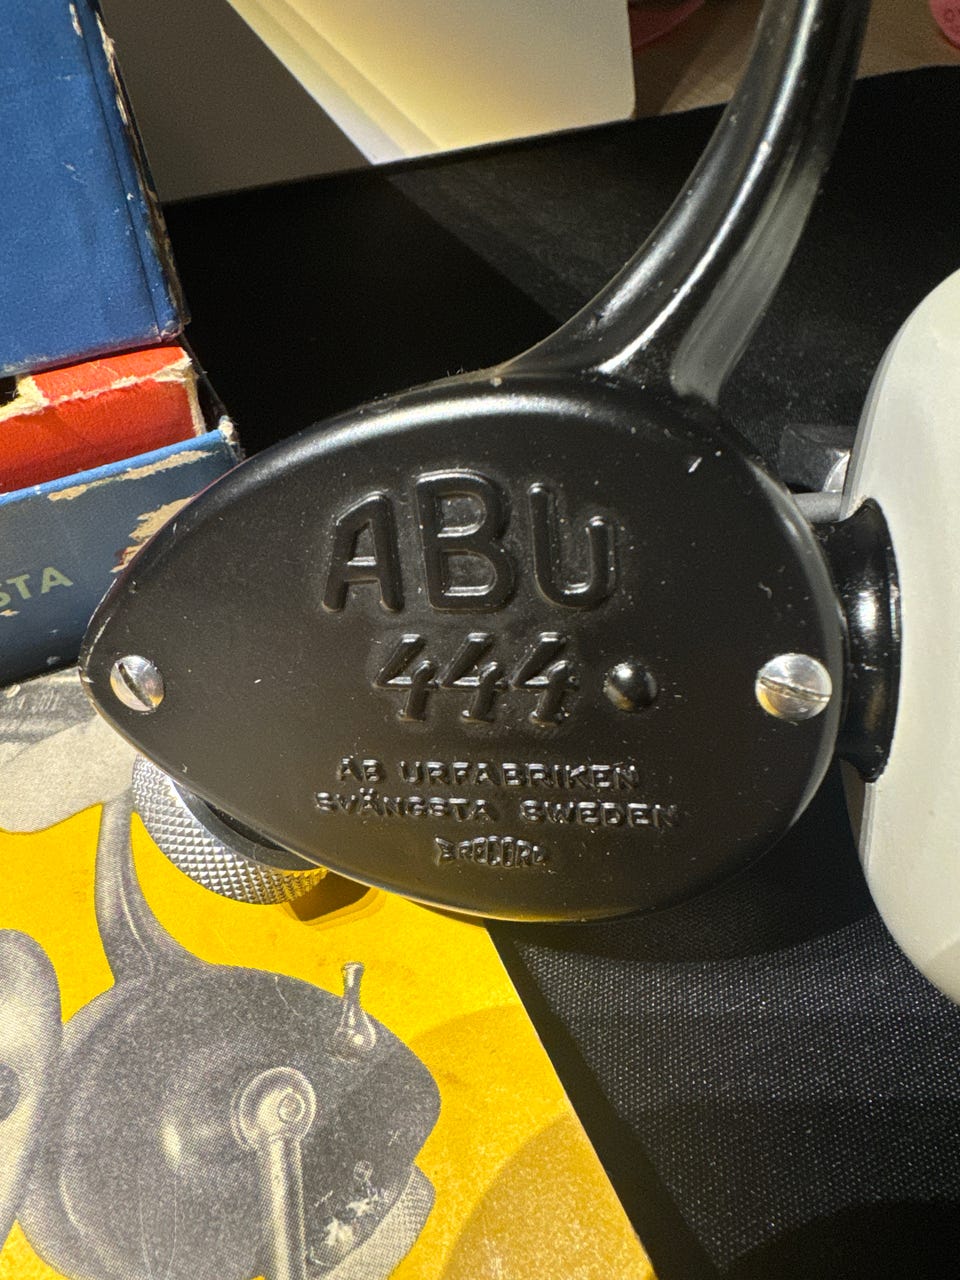 ABU
444
AB URFABRIKEN
SVÄNGSTA SWEDEN
RECORD
STA